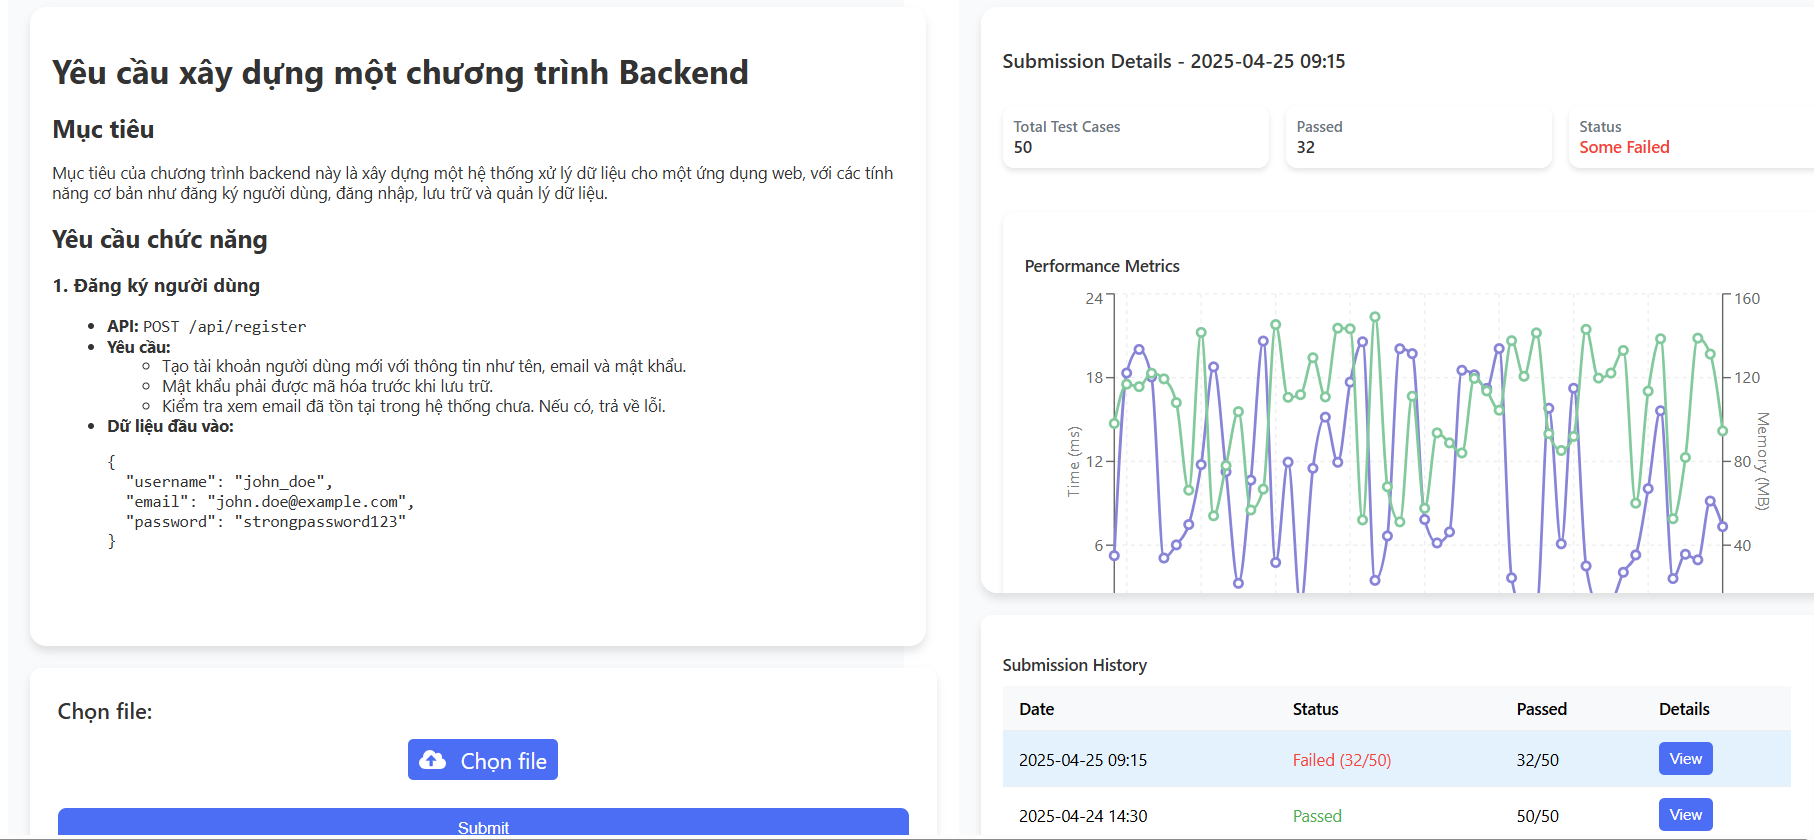 Yêu cầu xây dựng một chương trình Backend
Mục tiêu
Mục tiêu của chương trình backend này là xây dựng một hệ thống xử lý dữ liệu cho một ứng dụng web, với các tính
năng cơ bản như đăng ký người dùng, đăng nhập, lưu trữ và quản lý dữ liệu.
Yêu cầu chức năng
1. Đăng ký người dùng
• API: POST /api/register
• Yêu cầu:
◦ Tạo tài khoản người dùng mới với thông tin như tên, email và mật khẩu.
◦ Mật khẩu phải được mã hóa trước khi lưu trữ.
◦ Kiểm tra xem email đã tồn tại trong hệ thống chưa. Nếu có, trả về lỗi.
• Dữ liệu đầu vào:
{
"username": "john_doe",
"email": "john.doe@example.com",
"password": "strongpassword123"
}
Chọn file:
Chọn file
Submit
Submission Details - 2025-04-25 09:15
Total Test Cases
50
Passed
32
Status
Some Failed
Performance Metrics
24
18
12
6
Time (ms)
160
120
80
40
Memory (MB)
Submission History
Date Status Passed Details
2025-04-25 09:15 Failed (32/50) 32/50 View
2025-04-24 14:30 Passed 50/50 View